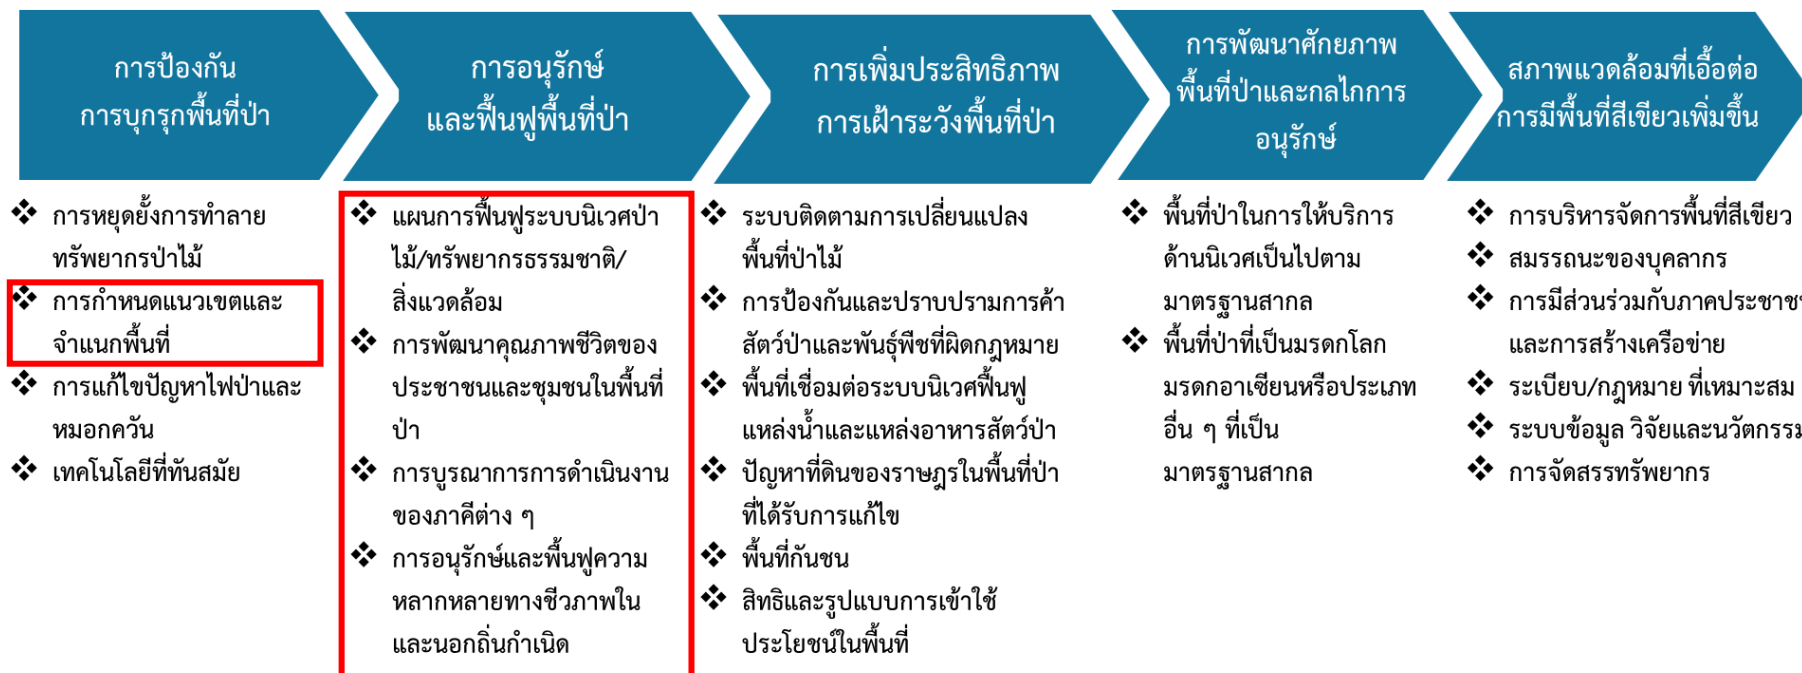 การป้องกัน
การบุกรุกพื้นที่ป่า
การอนุรักษ์
และฟื้นฟูพื้นที่ป่า
การเพิ่มประสิทธิภาพ
การเฝ้าระวังพื้นที่ป่า
การพัฒนาศักยภาพ
พื้นที่ป่าและกลไกการ
อนุรักษ์
สภาพแวดล้อมที่เอื้อต่อ
การมีพื้นที่สีเขียวเพิ่มขึ้น
❖ การหยุดยั้งการทำลาย
ทรัพยากรป่าไม้
❖ การกำหนดแนวเขตและ
จำแนกพื้นที่
❖ การแก้ไขปัญหาไฟป่าและ
หมอกควัน
❖ เทคโนโลยีที่ทันสมัย
❖ แผนการฟื้นฟูระบบนิเวศป่า
ไม้/ทรัพยากรธรรมชาติ/
สิ่งแวดล้อม
❖ การพัฒนาคุณภาพชีวิตของ
ประชาชนและชุมชนในพื้นที่
ป่า
❖ การบูรณาการการดำเนินงาน
ของภาคีต่าง ๆ
❖ การอนุรักษ์และพื้นฟูความ
หลากหลายทางชีวภาพใน
และนอกถิ่นกำเนิด
❖ ระบบติดตามการเปลี่ยนแปลง
พื้นที่ป่าไม้
❖ การป้องกันและปราบปรามการค้า
สัตว์ป่าและพันธุ์พืชที่ผิดกฎหมาย
❖ พื้นที่เชื่อมต่อระบบนิเวศฟื้นฟู
แหล่งน้ำและแหล่งอาหารสัตว์ป่า
❖ ปัญหาที่ดินของราษฎรในพื้นที่ป่า
ที่ได้รับการแก้ไข
❖ พื้นที่กันชน
❖ สิทธิและรูปแบบการเข้าใช้
ประโยชน์ในพื้นที่
❖ พื้นที่ป่าในการให้บริการ
ด้านนิเวศเป็นไปตาม
มาตรฐานสากล
❖ พื้นที่ป่าที่เป็นมรดกโลก
มรดกอาเซียนหรือประเภท
อื่น ๆ ที่เป็น
มาตรฐานสากล
❖ การบริหารจัดการพื้นที่สีเขียว
❖ สมรรถนะของบุคลากร
❖ การมีส่วนร่วมกับภาคประชาชน
และการสร้างเครือข่าย
❖ ระเบียบ/กฎหมาย ที่เหมาะสม
❖ ระบบข้อมูล วิจัยและนวัตกรรม
❖ การจัดสรรทรัพยากร